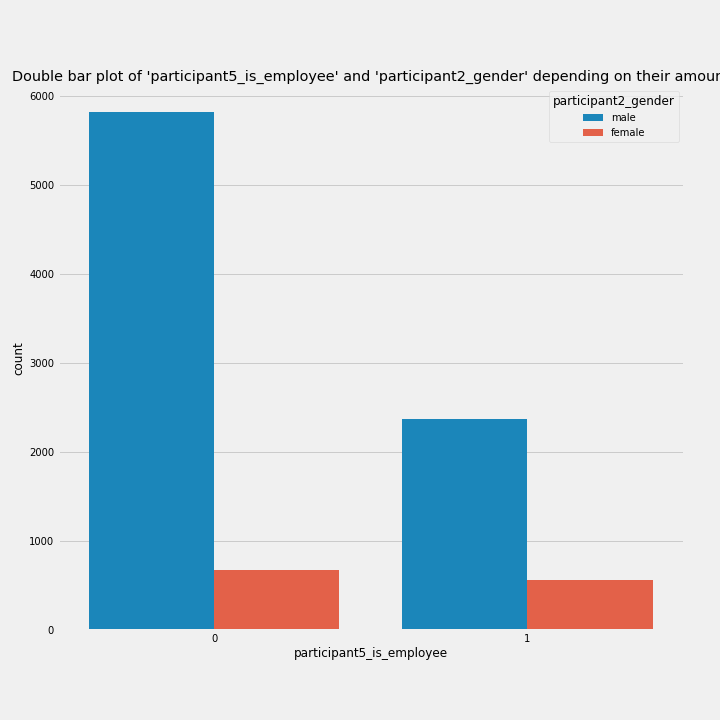 Double bar plot of 'participant5_is_employee' and 'participant2_gender' depending on their
participant2_gender
male
female
6000
5000
4000
3000
2000
1000
0
count
0 1
participant5_is_employee